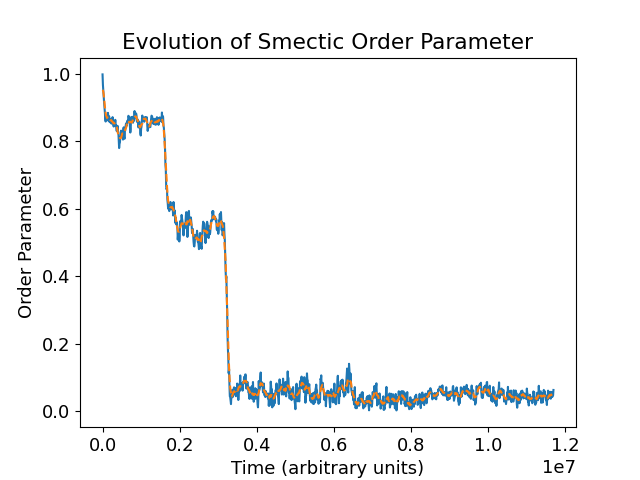 Evolution of Smectic Order Parameter
Order Parameter
1.0
0.8
0.6
0.4
0.2
0.0
0.0 0.2 0.4 0.6 0.8 1.0 1.2
1e7
Time (arbitrary units)